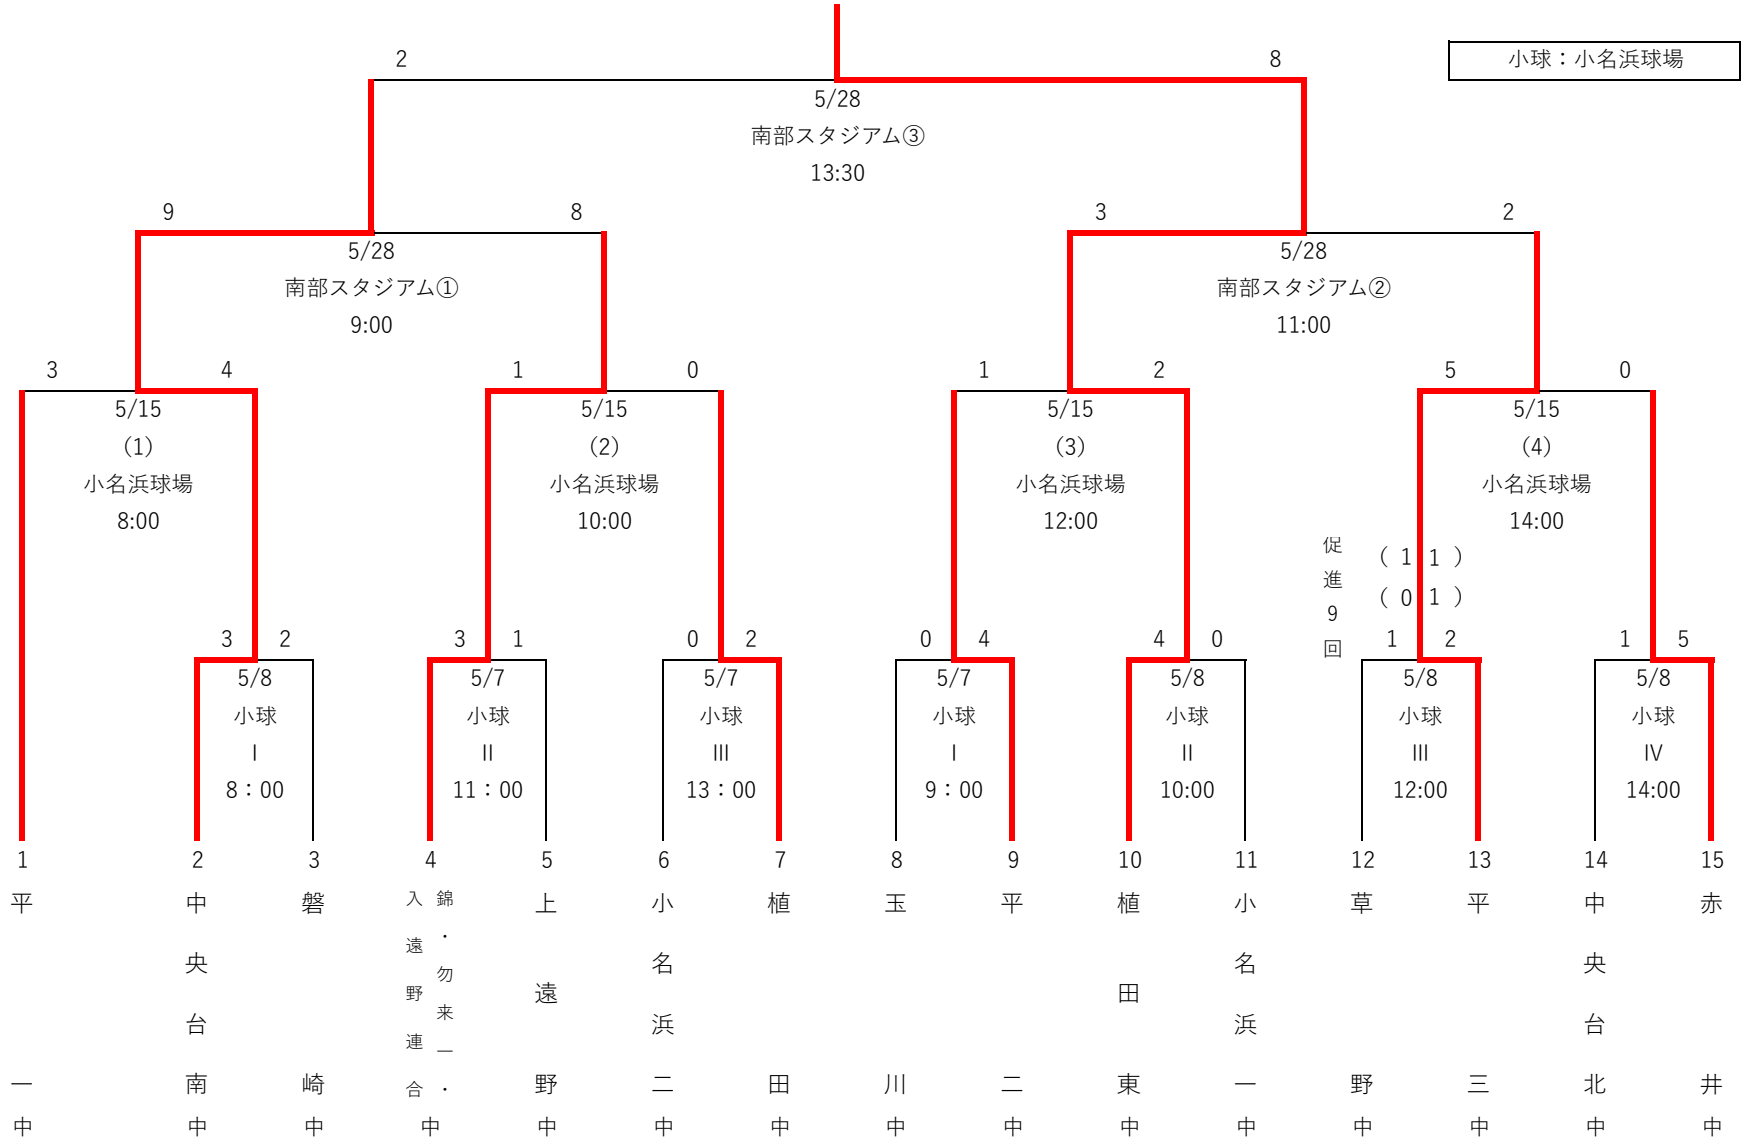 2 8
小球：小名浜球場
5/28
南部スタジアム③
13:30
9 8 3 2
5/28 5/28
南部スタジアム① 南部スタジアム②
9:00 11:00
3 4 1 0 1 2 5 0
5/15 5/15 5/15 5/15
(1) (2) (3) (4)
小名浜球場 小名浜球場 小名浜球場 小名浜球場
8:00 10:00 12:00 14:00
促進9回
( 1 1 )
( 0 1 )
3 2 3 1 0 2 0 4 4 0 1 2 1 5
5/8 5/7 5/7 5/7 5/8 5/8 5/8
小球 小球 小球 小球 小球 小球 小球
Ⅰ Ⅱ Ⅲ Ⅰ Ⅱ Ⅲ Ⅳ
8：00 11：00 13：00 9：00 10:00 12:00 14:00
1 2 3 4 5 6 7 8 9 10 11 12 13 14 15
平一中
中央台南中
磐崎中
錦・勿来一・
入遠野連合
中
上遠野中
小名浜二中
植田中
玉川中
平二中
植田東中
小名浜一中
草野中
平三中
中央台北中
赤井中